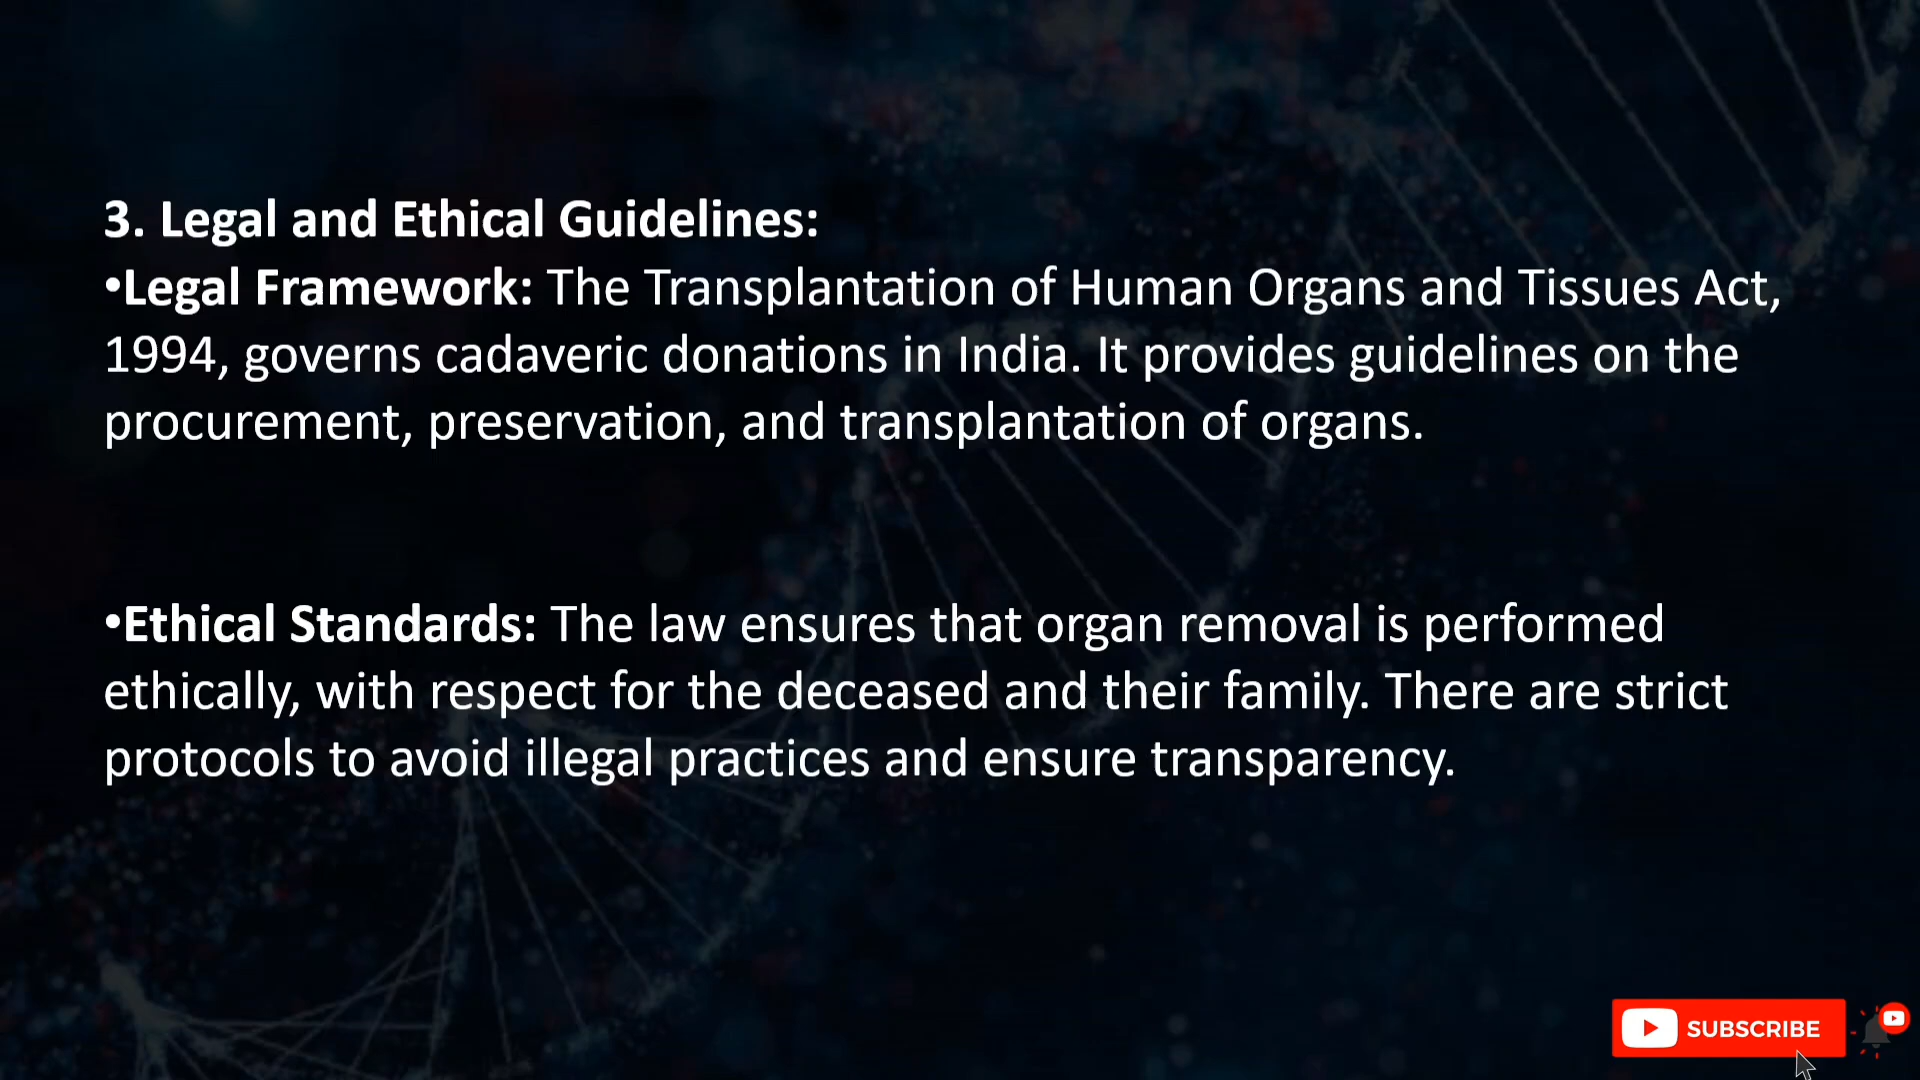 3. Legal and Ethical Guidelines:
•Legal Framework: The Transplantation of Human Organs and Tissues Act,
1994, governs cadaveric donations in India. It provides guidelines on the
procurement, preservation, and transplantation of organs.
•Ethical Standards: The law ensures that organ removal is performed
ethically, with respect for the deceased and their family. There are strict
protocols to avoid illegal practices and ensure transparency.
SUBSCRIBE